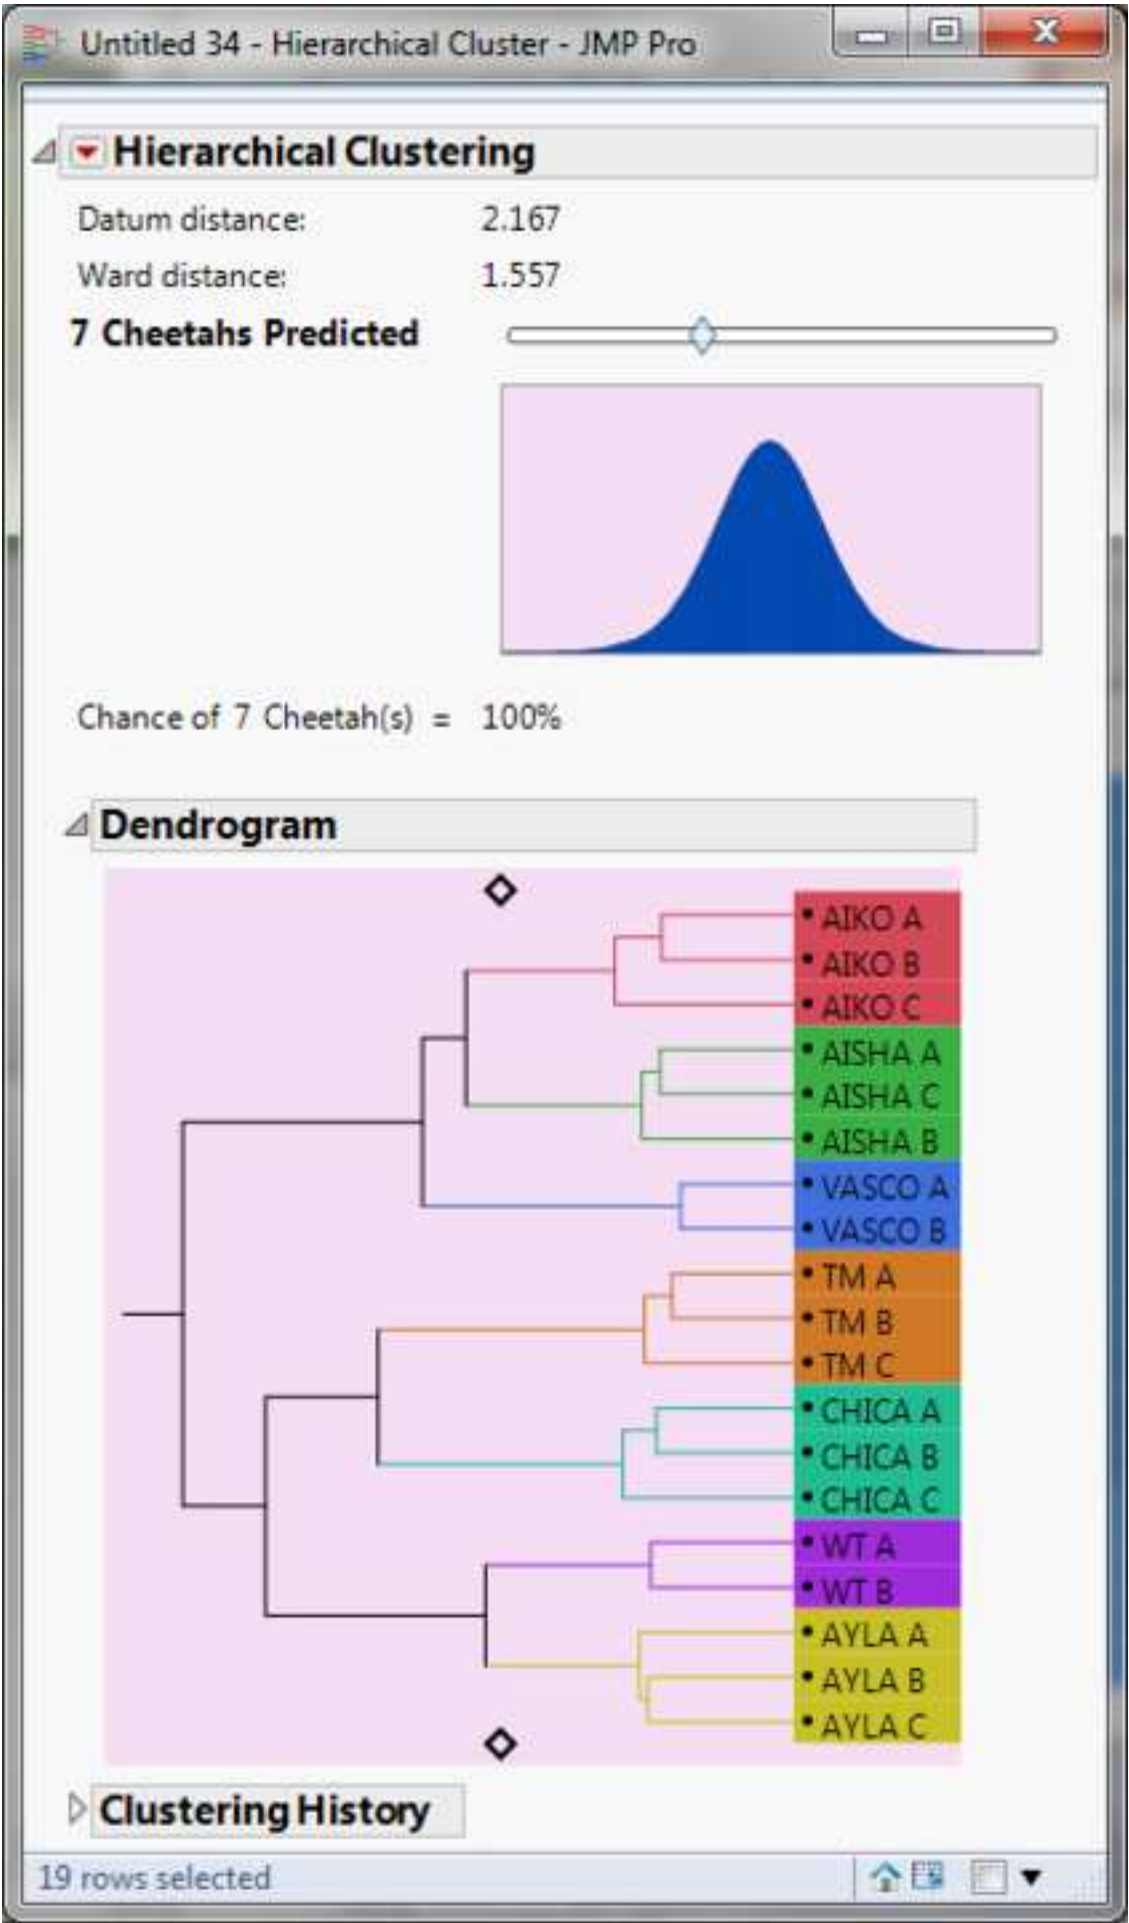 Untitled 34 - Hierarchical Cluster - JMP Pro
Hierarchical Clustering
Datum distance: 2.167
Ward distance: 1.557
7 Cheetahs Predicted
Chance of 7 Cheetah(s) = 100%
Dendrogram
AIKO A
AIKO B
AIKO C
AISHA A
AISHA C
AISHA B
VASCO A
VASCO B
TM A
TM B
TM C
CHICA A
CHICA B
CHICA C
WT A
WT B
AYLA A
AYLA B
AYLA C
Clustering History
19 rows selected